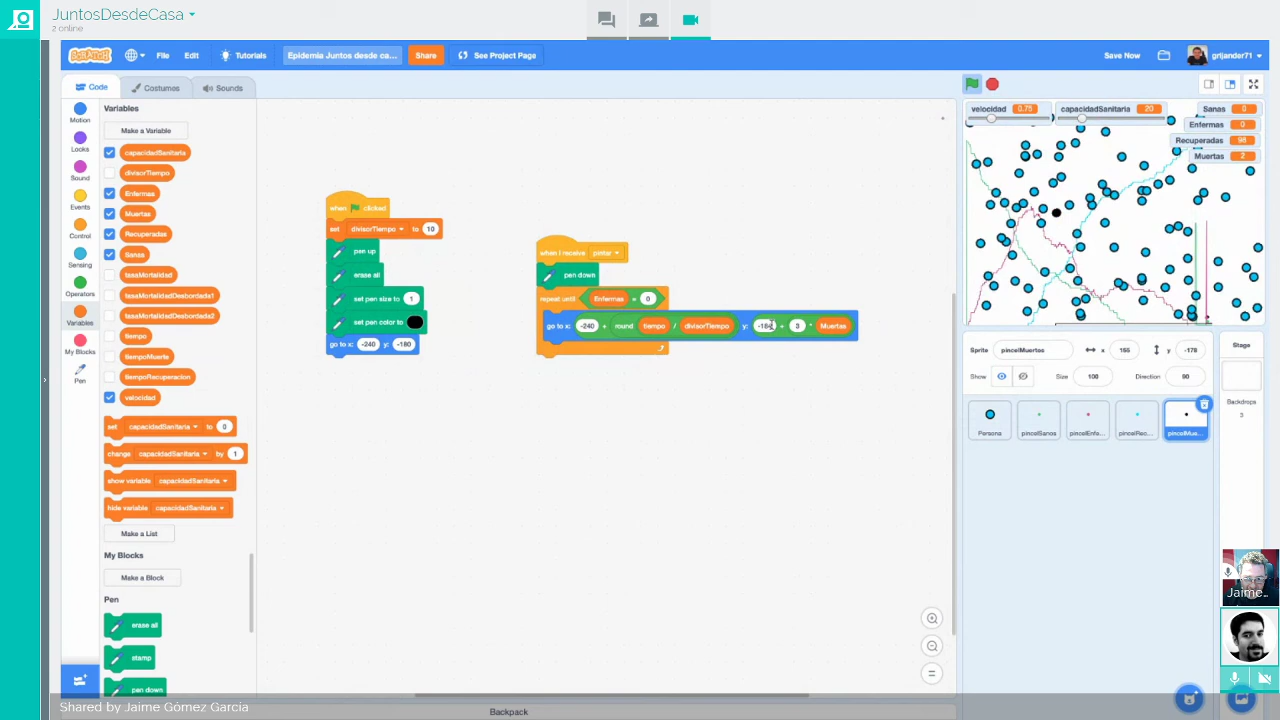 JuntosDesdeCasa
2 online
SCRATCH
File
Edit
Tutorials
Epidemia Juntos desde ca...
Share
See Project Page
Save Now
grijander71
Code
Costumes
Sounds
Motion
Looks
Sound
Events
Control
Sensing
Operators
Variables
My Blocks
Pen
Variables
Make a Variable
capacidadSanitaria
divisorTiempo
Enfermas
Muertas
Recuperadas
Sanas
tasaMortalidad
tasaMortalidadDesbordada1
tasaMortalidadDesbordada2
tiempo
tiempoMuerte
tiempoRecuperacion
velocidad
set capacidadSanitaria to 0
change capacidadSanitaria by 1
show variable capacidadSanitaria
hide variable capacidadSanitaria
Make a List
My Blocks
Make a Block
Pen
erase all
stamp
pen down
when clicked
set divisorTiempo to 10
pen up
erase all
set pen size to 1
set pen color to
go to x: -240 y: -180
when I receive pintar
pen down
repeat until Enfermas = 0
go to x: -240 + round tiempo / divisorTiempo y: + 3 * Muertas
velocidad 0.75
capacidadSanitaria 20
Sanas 0
Enfermas 0
Recuperadas 98
Muertas 2
Sprite pincelMuertos x 155 y -178
Show Size 100 Direction 90
Persona
pincelSanos
pincelEnfe...
pincelRec...
pincelMue...
Stage
Backdrops
3
Jaime...
Shared by Jaime Gómez García
Backpack